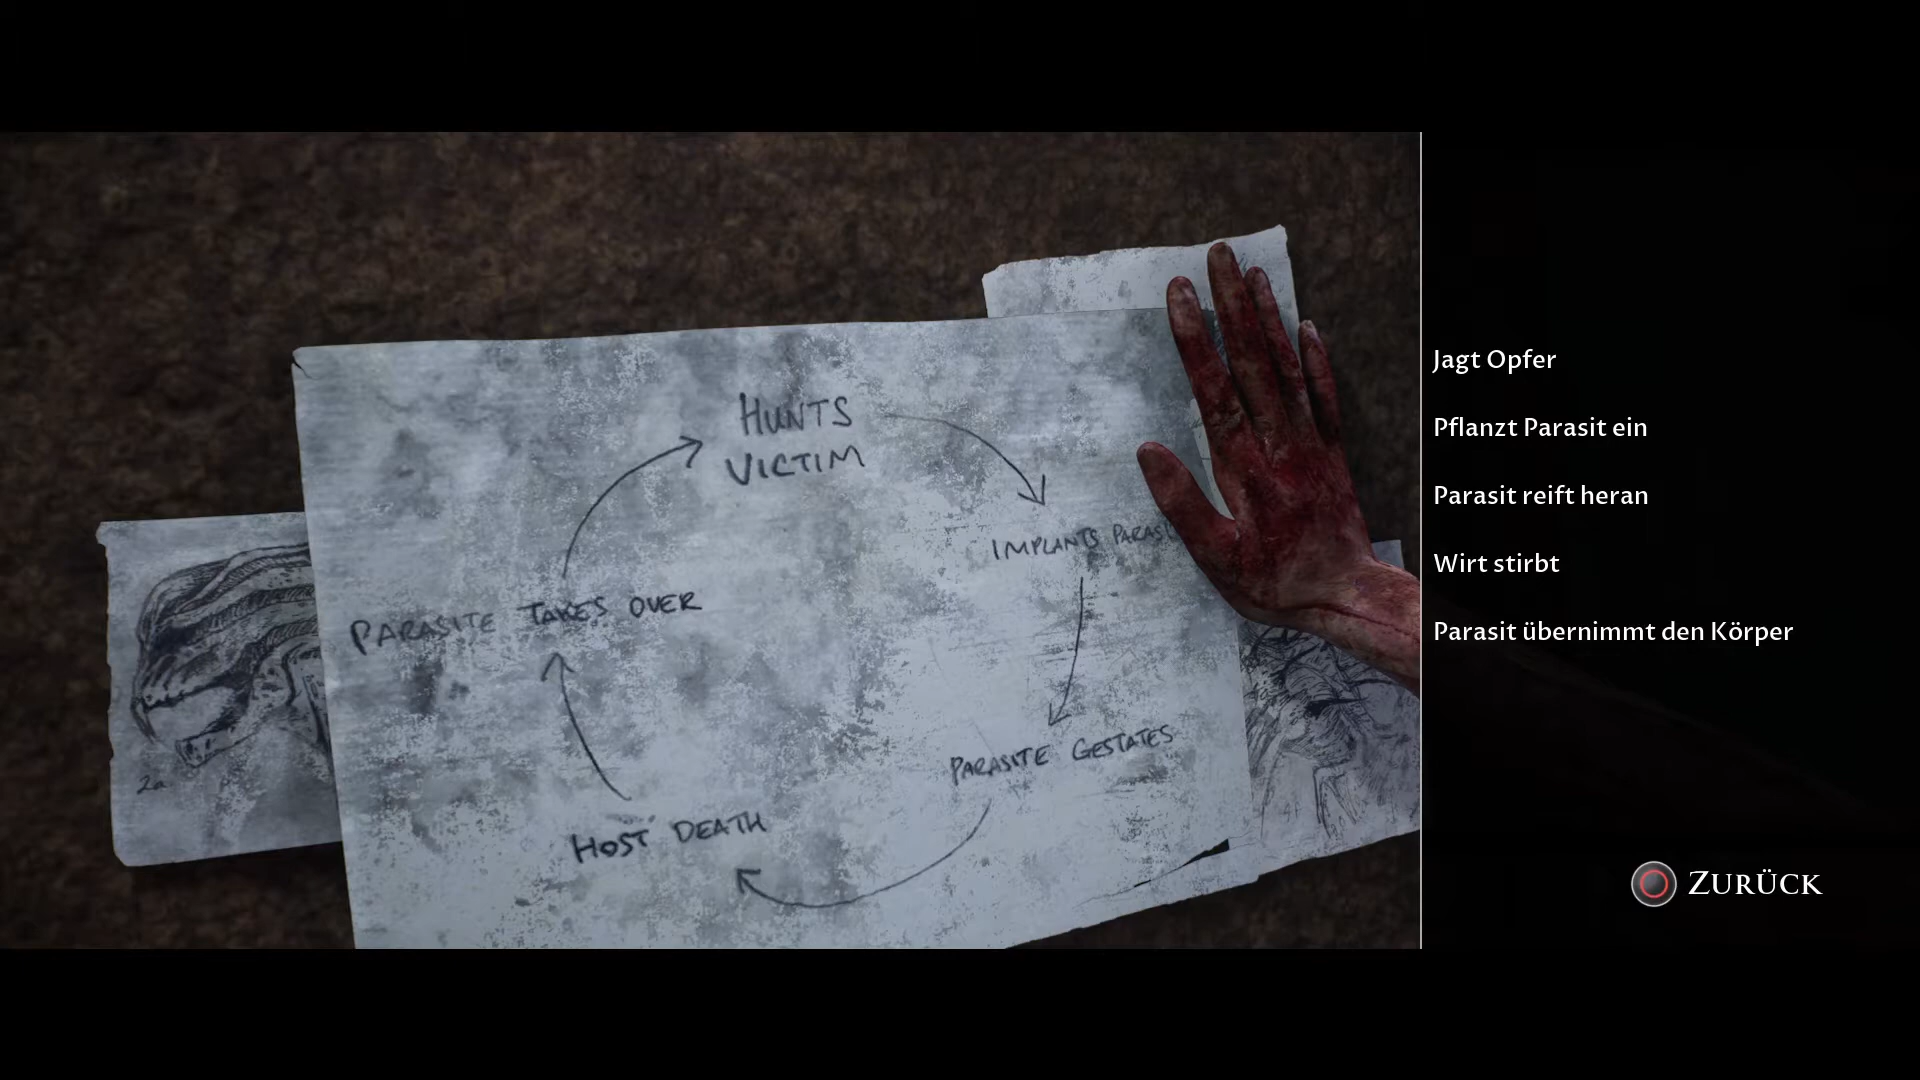 HUNTS
VICTIM
IMPLANTS
PARASITE TAKES OVER
PARASITE GESTATES
HOST DEATH
2a
Jagt Opfer
Pflanzt Parasit ein
Parasit reift heran
Wirt stirbt
Parasit übernimmt den Körper
ZURÜCK